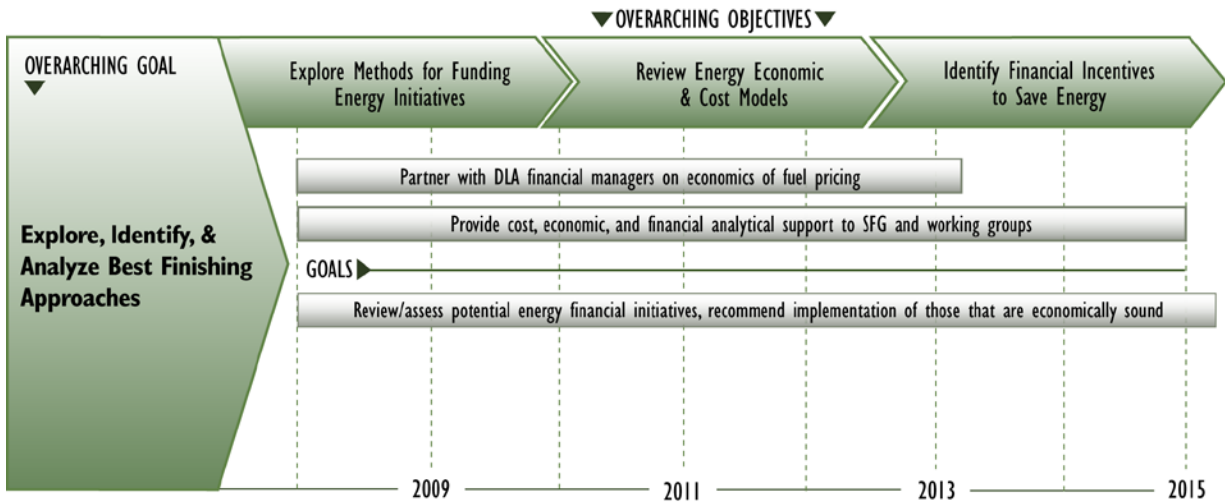 OVERARCHING OBJECTIVES
OVERARCHING GOAL
Explore Methods for Funding
Energy Initiatives
Review Energy Economic
& Cost Models
Identify Financial Incentives
to Save Energy
Partner with DLA financial managers on economics of fuel pricing
Provide cost, economic, and financial analytical support to SFG and working groups
Explore, Identify, &
Analyze Best Finishing
Approaches
GOALS
Review/assess potential energy financial initiatives, recommend implementation of those that are economically sound
2009
2011
2013
2015